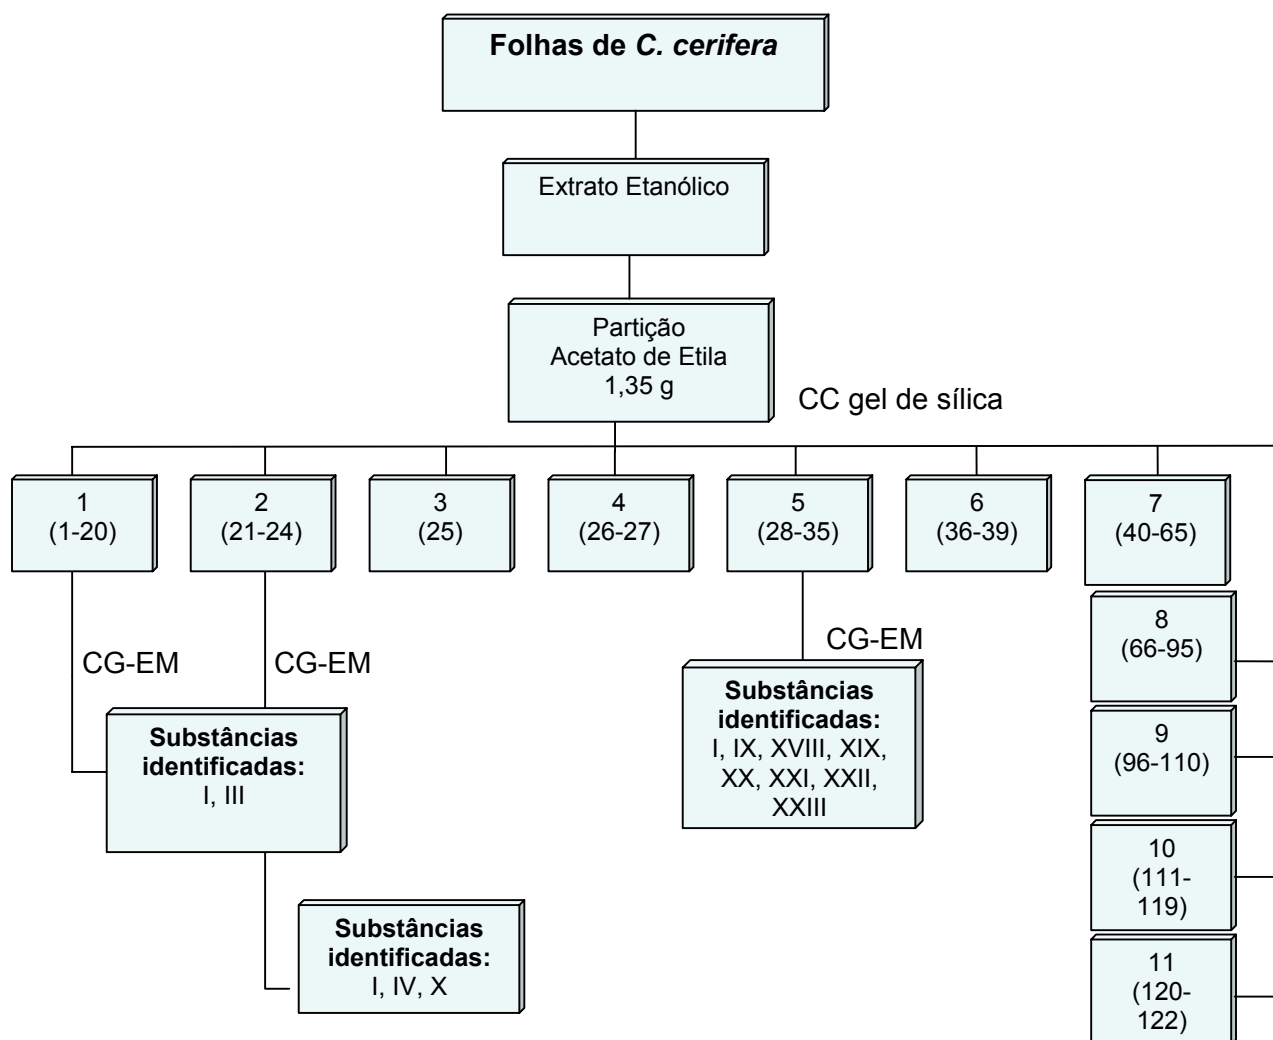 Folhas de C. cerifera
Extrato Etanólico
Partição
Acetato de Etila
1,35 g
CC gel de sílica
1
(1-20)
2
(21-24)
3
(25)
4
(26-27)
5
(28-35)
6
(36-39)
7
(40-65)
8
(66-95)
9
(96-110)
10
(111-
119)
11
(120-
122)
CG-EM
CG-EM
CG-EM
Substâncias
identificadas:
I, III
Substâncias
identificadas:
I, IV, X
Substâncias
identificadas:
I, IX, XVIII, XIX,
XX, XXI, XXII,
XXIII